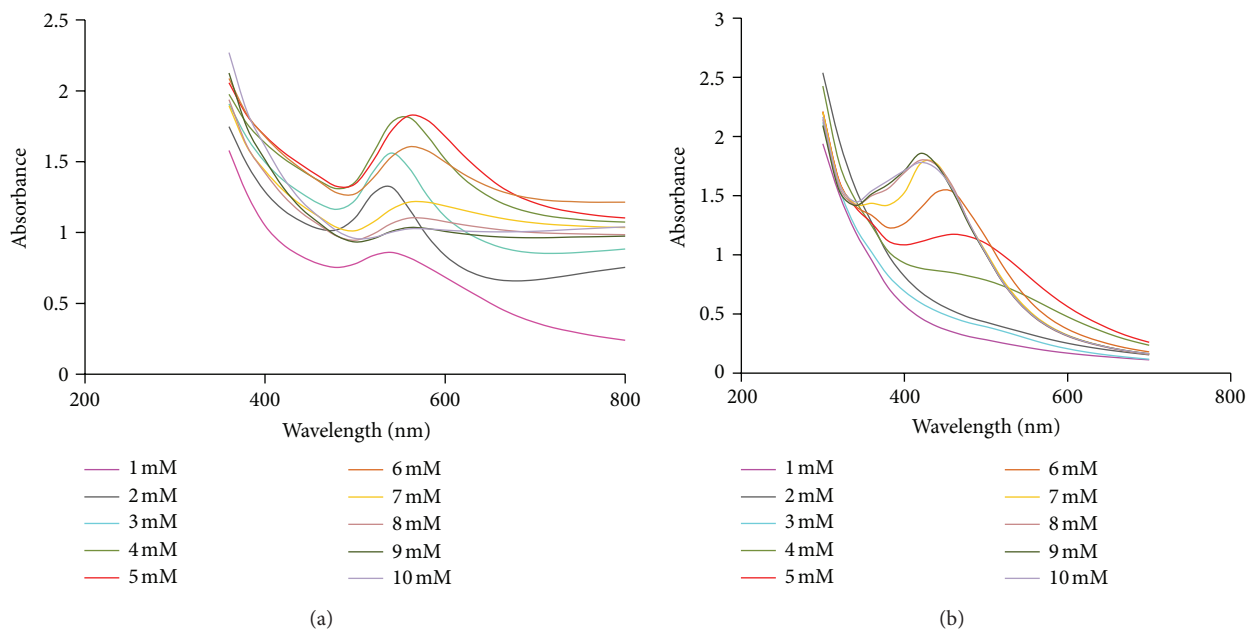 2.5
2
1.5
1
0.5
0
Absorbance
200
400
600
800
Wavelength (nm)
1 mM
2 mM
3 mM
4 mM
5 mM
6 mM
7 mM
8 mM
9 mM
10 mM
(a)
3
2.5
2
1.5
1
0.5
0
Absorbance
200
400
600
800
Wavelength (nm)
1 mM
2 mM
3 mM
4 mM
5 mM
6 mM
7 mM
8 mM
9 mM
10 mM
(b)